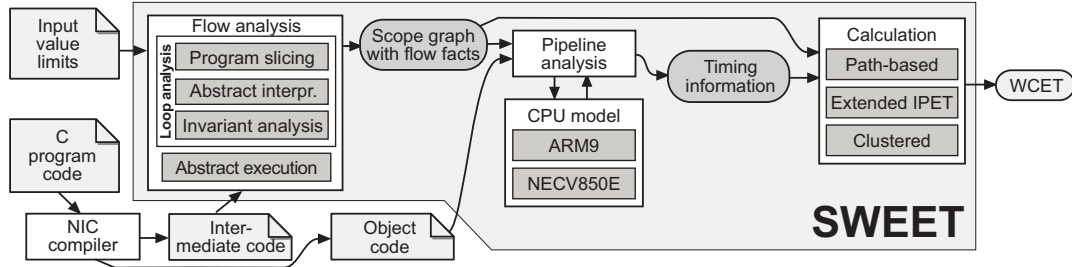 Input
value
limits
Flow analysis
Loop analysis
Program slicing
Abstract interpr.
Invariant analysis
Abstract execution
Scope graph
with flow facts
Pipeline
analysis
CPU model
ARM9
NECV850E
Timing
information
Calculation
Path-based
Extended IPET
Clustered
WCET
C
program
code
NIC
compiler
Inter-
mediate code
Object
code
SWEET